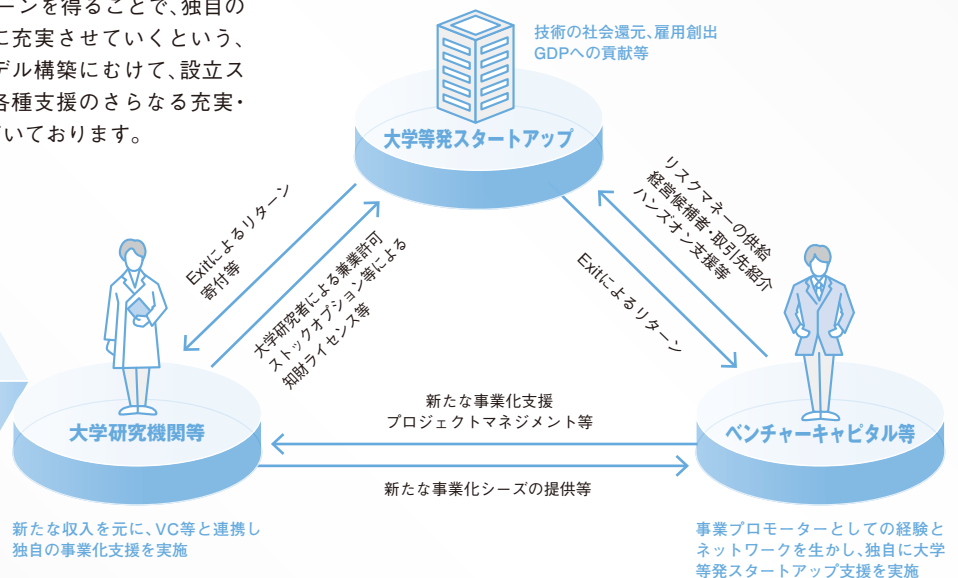 ーンを得ることで、独自の
に充実させていくという、
デル構築にむけて、設立ス
各種支援のさらなる充実・
いております。
技術の社会還元、雇用創出
GDPへの貢献等
大学等発スタートアップ
Exitによるリターン
寄付等
大学研究者による兼業許可
ストックオプション等による
知財ライセンス等
リスクマネーの供給
経営候補者・取引先紹介
ハンズオン支援等
Exitによるリターン
新たな事業化支援
プロジェクトマネジメント等
新たな事業化シーズの提供等
大学研究機関等
新たな収入を元に、VC等と連携し
独自の事業化支援を実施
ベンチャーキャピタル等
事業プロモーターとしての経験と
ネットワークを生かし、独自に大学
等発スタートアップ支援を実施